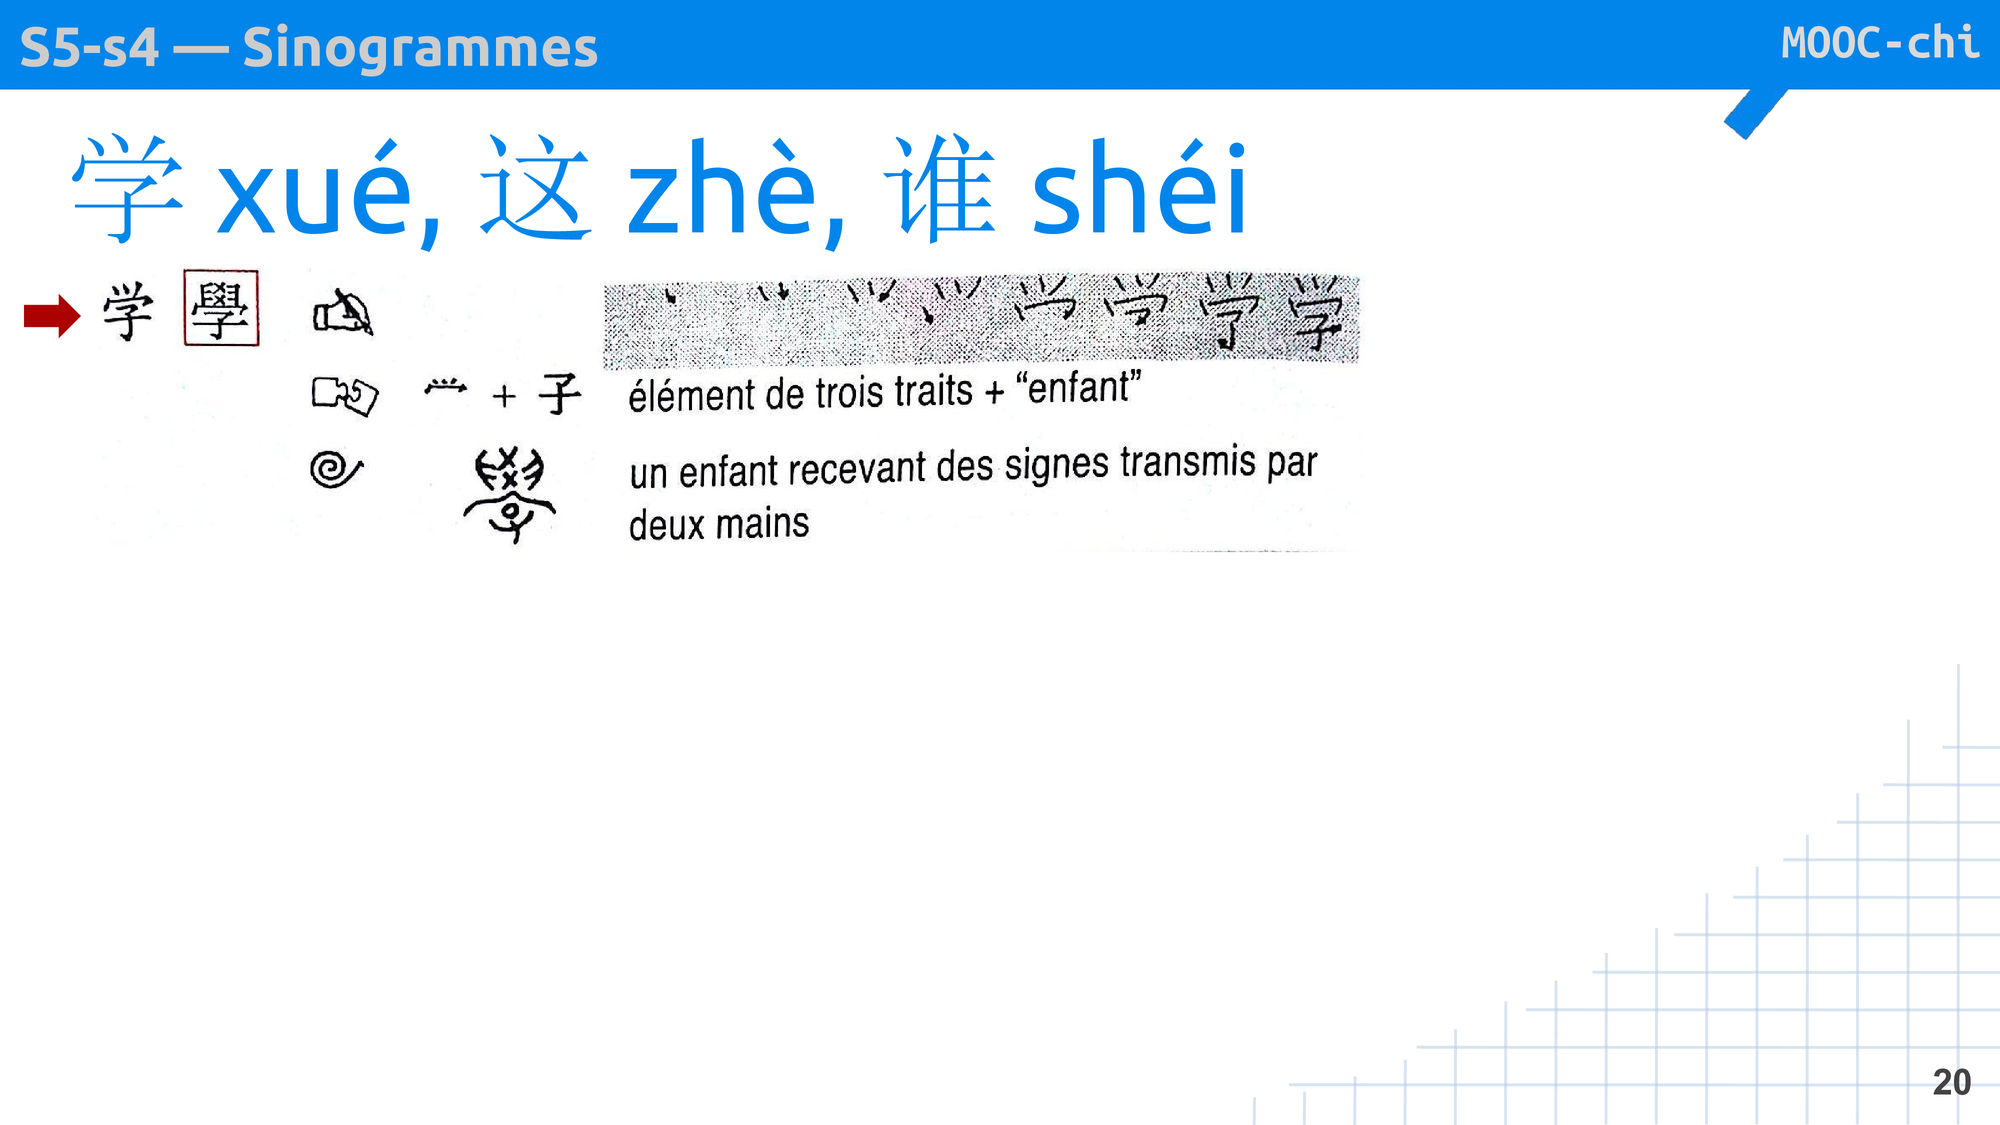 S5-s4 — Sinogrammes
MOOC-chi
学 xué, 这 zhè, 谁 shéi
学 學
⺍ + 子 élément de trois traits + “enfant”
un enfant recevant des signes transmis par
deux mains
20